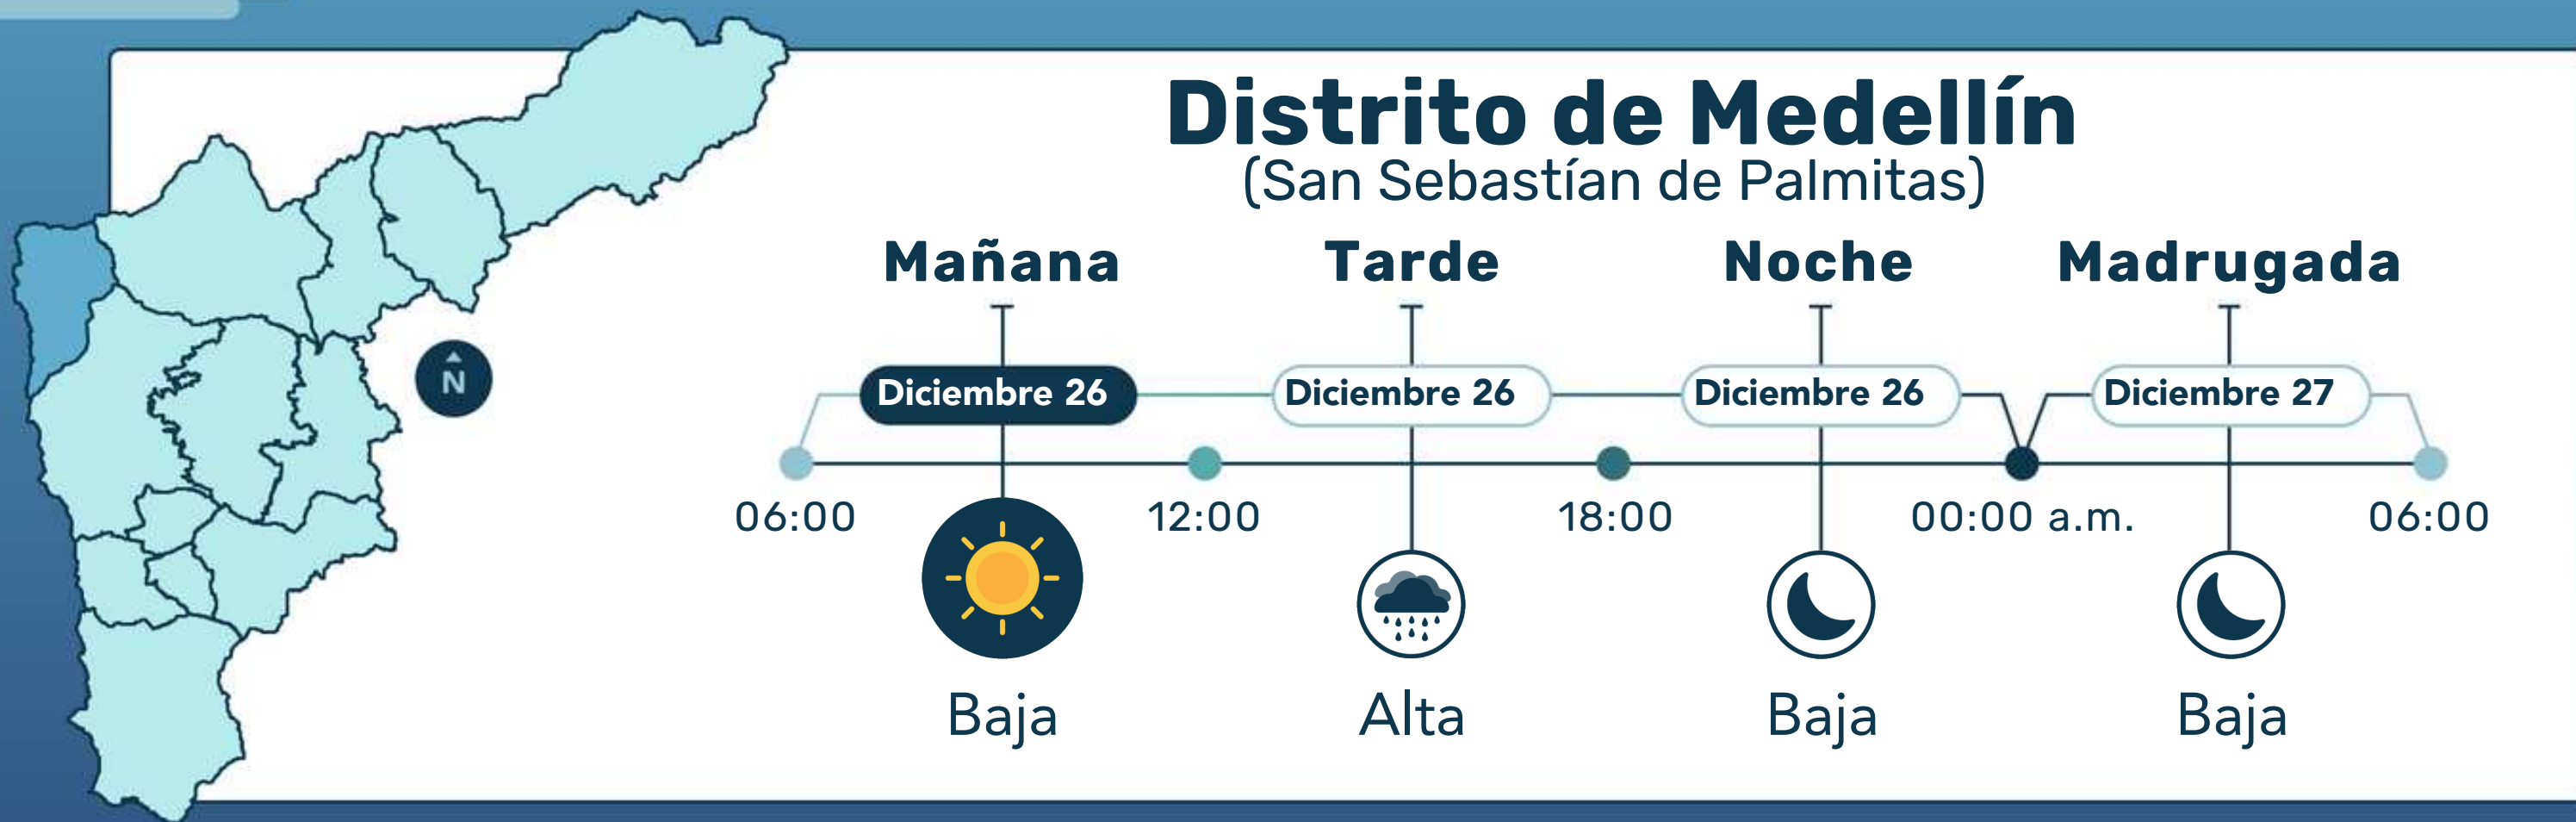 Distrito de Medellín
(San Sebastían de Palmitas)
Mañana Tarde Noche Madrugada
Diciembre 26 Diciembre 26 Diciembre 26 Diciembre 27
N
06:00 12:00 18:00 00:00 a.m. 06:00
Baja Alta Baja Baja